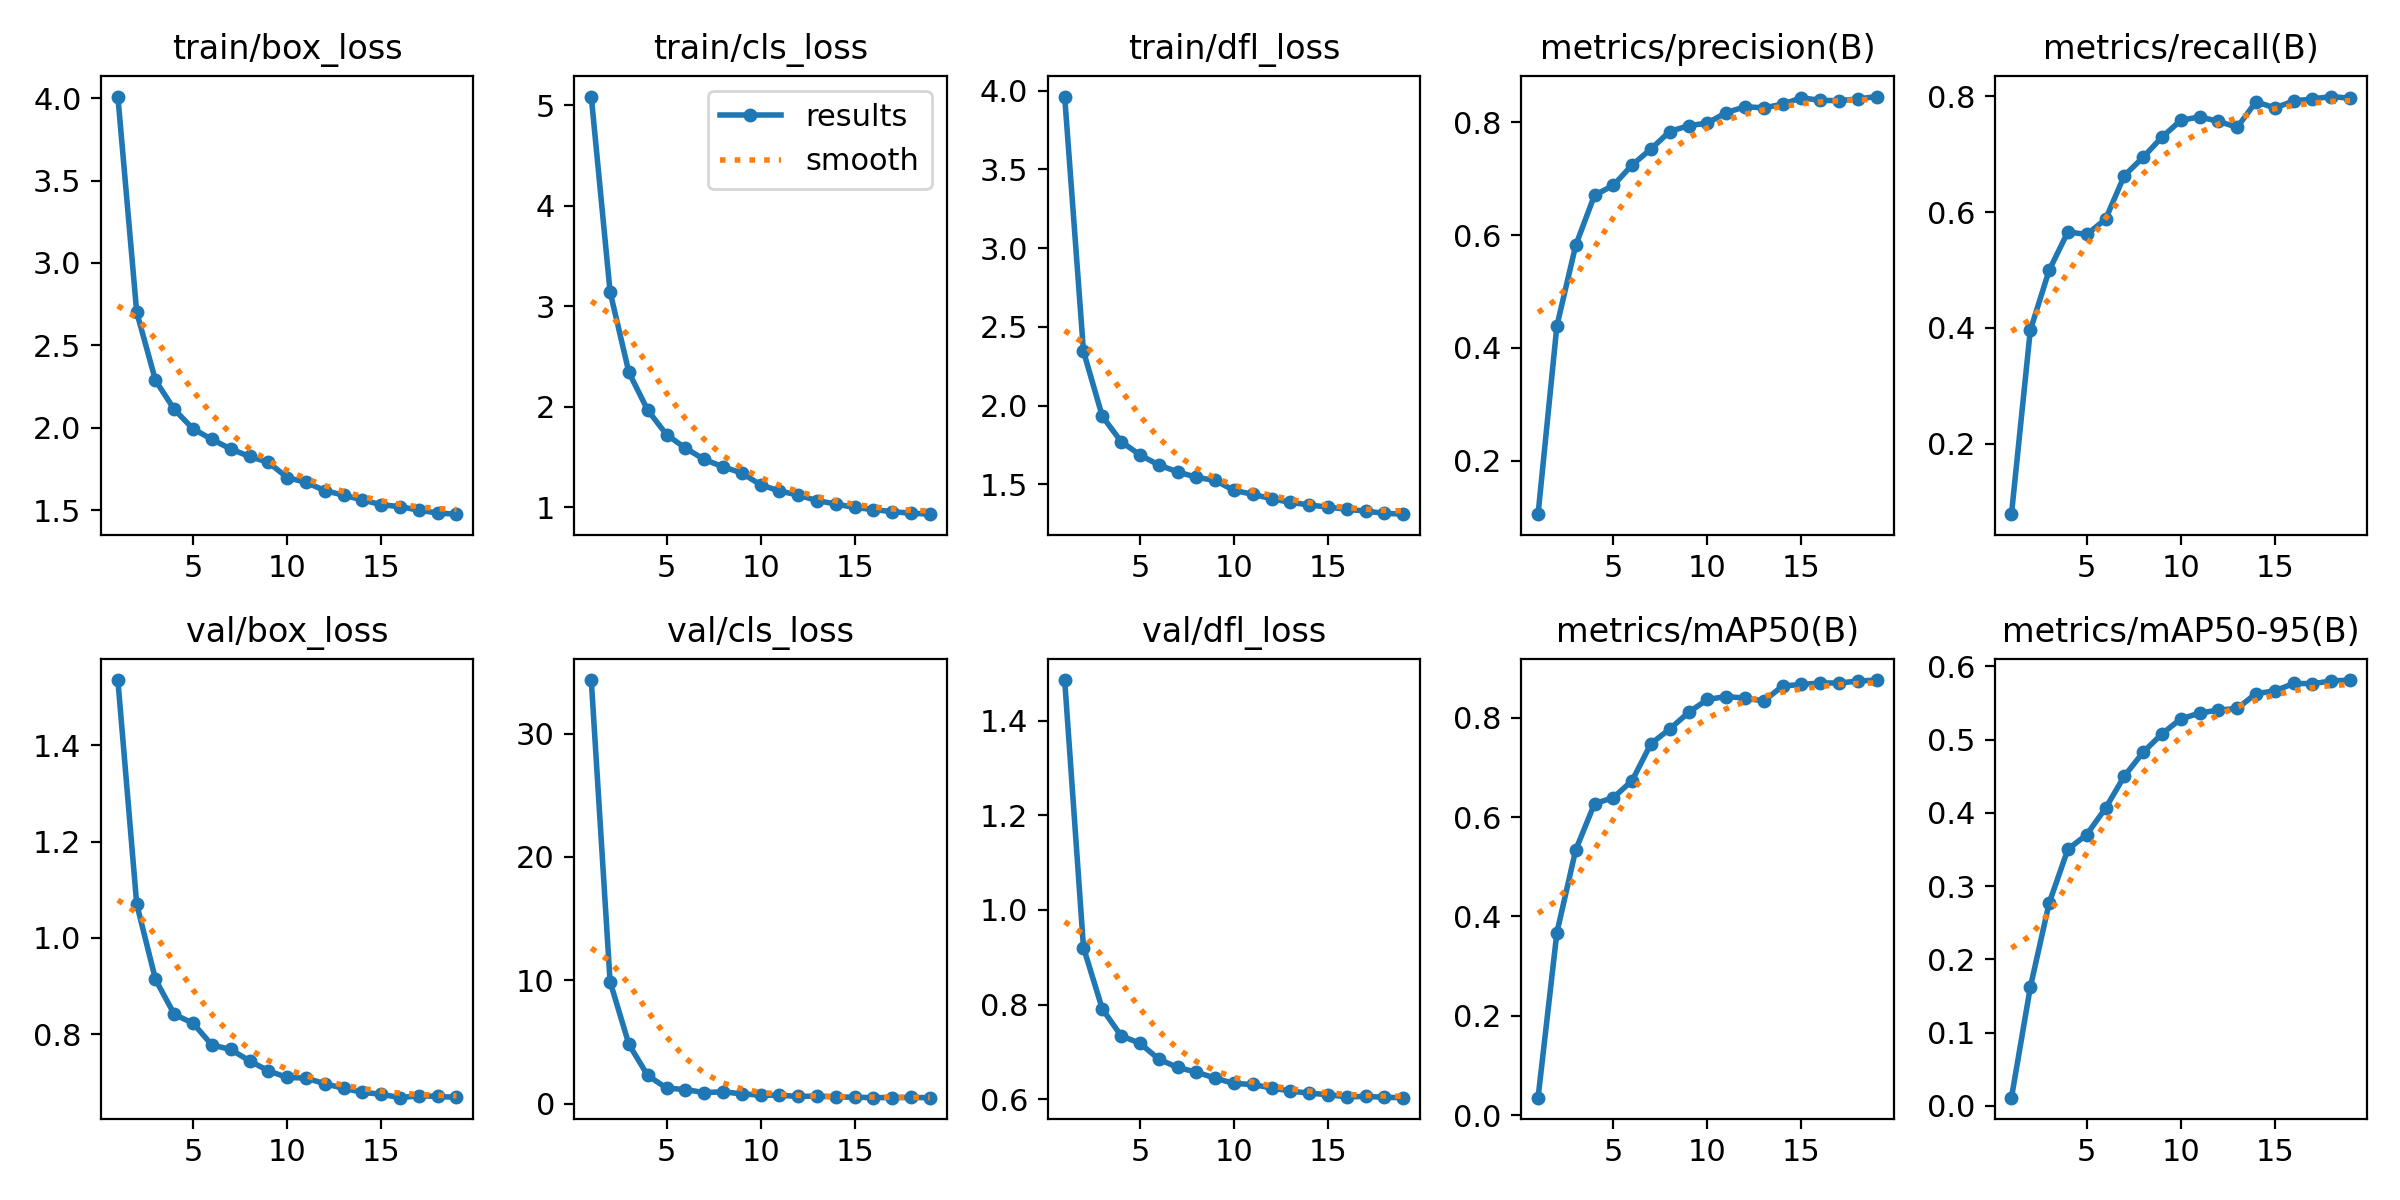 train/box_loss
4.0
3.5
3.0
2.5
2.0
1.5
5 10 15
train/cls_loss
results
smooth
5
4
3
2
1
5 10 15
train/dfl_loss
4.0
3.5
3.0
2.5
2.0
1.5
5 10 15
metrics/precision(B)
0.8
0.6
0.4
0.2
5 10 15
metrics/recall(B)
0.8
0.6
0.4
0.2
5 10 15
val/box_loss
1.4
1.2
1.0
0.8
5 10 15
val/cls_loss
30
20
10
0
5 10 15
val/dfl_loss
1.4
1.2
1.0
0.8
0.6
5 10 15
metrics/mAP50(B)
0.8
0.6
0.4
0.2
0.0
5 10 15
metrics/mAP50-95(B)
0.6
0.5
0.4
0.3
0.2
0.1
0.0
5 10 15